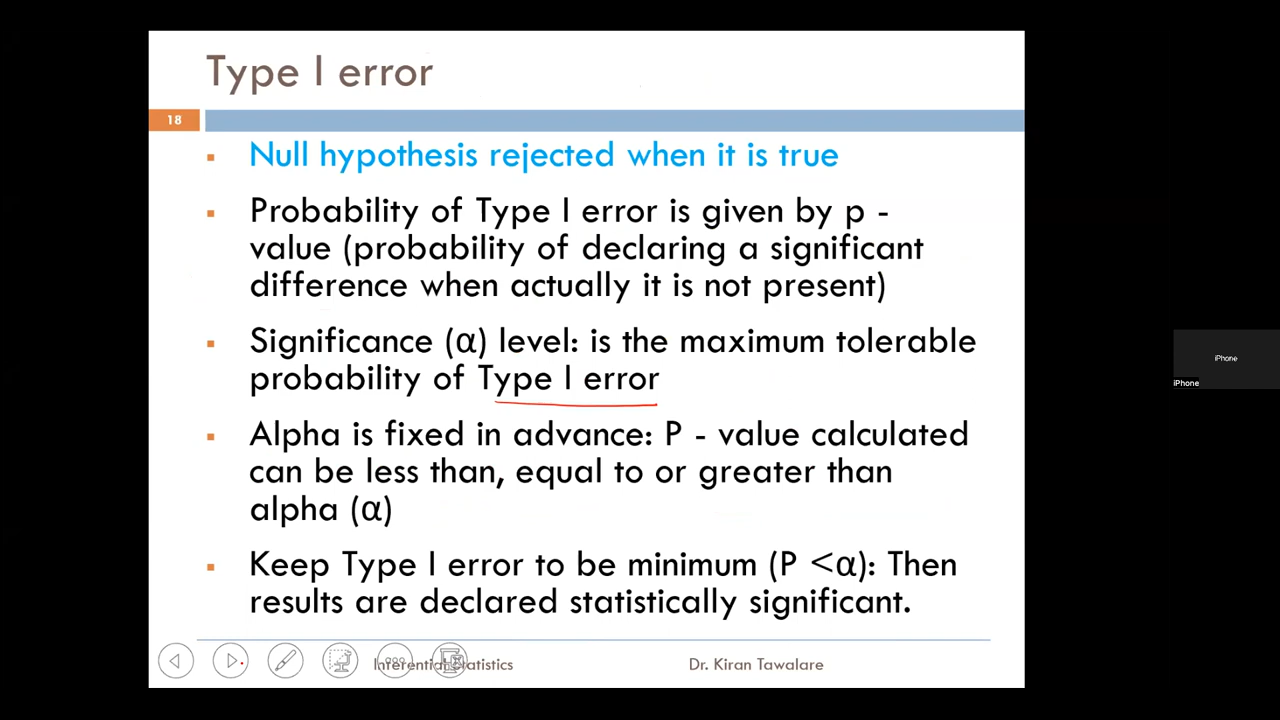 Type I error
18
▪ Null hypothesis rejected when it is true
▪ Probability of Type I error is given by p -
value (probability of declaring a significant
difference when actually it is not present)
▪ Significance (α) level: is the maximum tolerable
probability of Type I error
▪ Alpha is fixed in advance: P - value calculated
can be less than, equal to or greater than
alpha (α)
▪ Keep Type I error to be minimum (P <α): Then
results are declared statistically significant.
Inferential Statistics
Dr. Kiran Tawalare
iPhone
iPhone